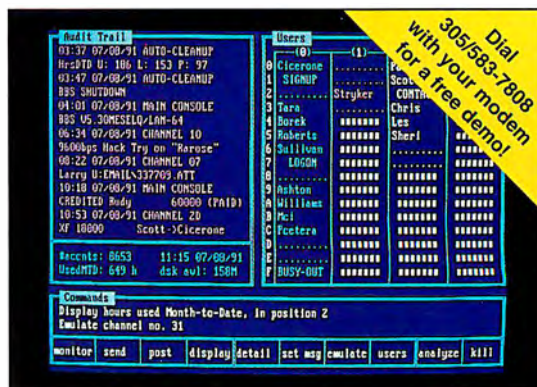 Audit Trail
03:37 07/08/91 AUTO-CLEANUP
HrsDTD U: 186 L: 153 P: 97
03:47 07/08/91 AUTO-CLEANUP
BBS SHUTDOWN
04:01 07/08/91 MAIN CONSOLE
BBS V5.30MESELQ/LAN-64
06:34 07/08/91 CHANNEL 10
9600bps Hack Try on "Rarose"
08:22 07/08/91 CHANNEL 07
Larry U:EMAIL\337709.ATT
10:18 07/08/91 MAIN CONSOLE
CREDITED Rudy 60000 (PAID)
10:53 07/08/91 CHANNEL 2D
XF 18000 Scott->Cicerone
#accnts: 8653 11:15 07/08/91
UsedMTD: 649 h dsk avl: 158M
Users
(0) (1)
0 Cicerone
1 SIGNUP Scot
2 Stryker CONTA
3 Tara Chris
4 Borek Les
5 Roberts Sheri
6 Sullivan
7 LOGON
8
9 Ashton
A Williams
B Mci
C Pcetera
D
E
F BUSY-OUT
Dial
305/583-7808
with your modem
for a free demo!
Commands
Display hours used Month-to-Date, in position 2
Emulate channel no. 31
monitor send post display detail set msg emulate users analyze kill